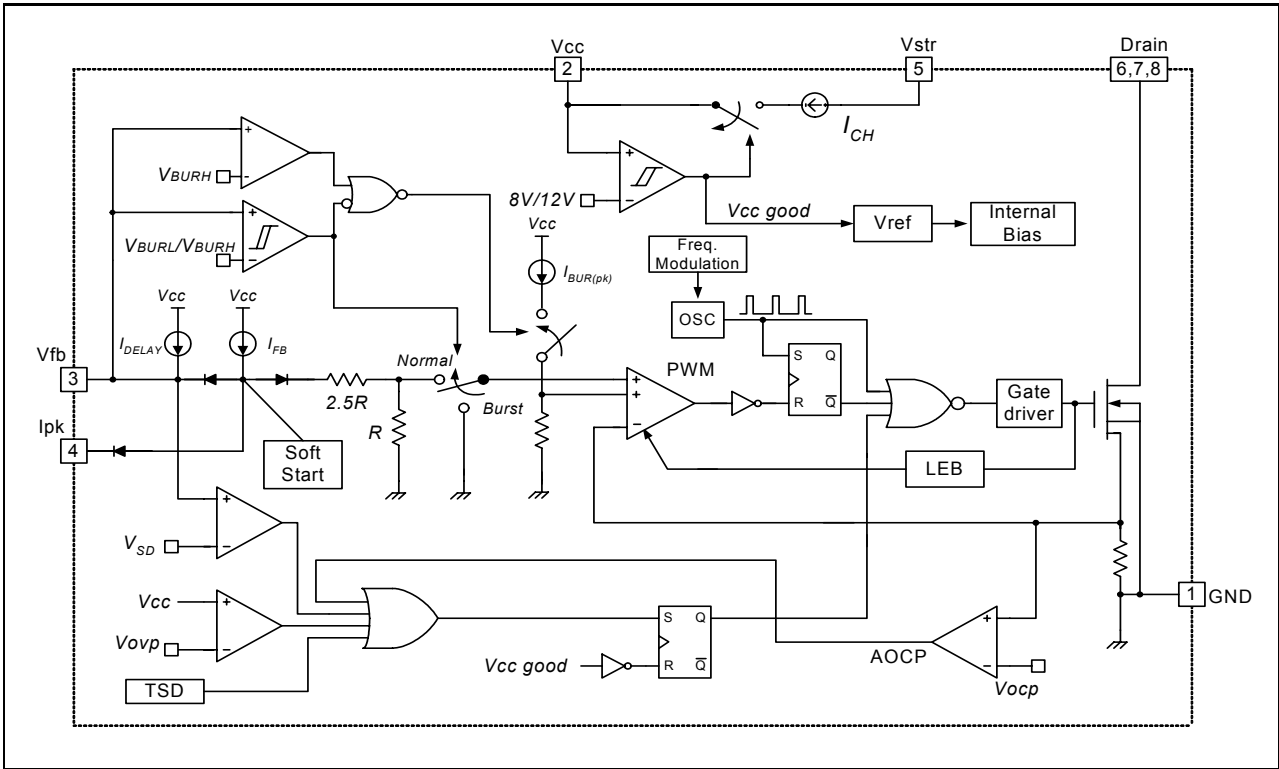 Vcc
Vstr
Drain
2
5
6,7,8
I_CH
+
V_BURH
-
+
-
8V/12V
Vcc good
Vref
Internal
Bias
+
V_BURL/V_BURH
-
Vcc
Freq.
Modulation
I_BUR(pk)
OSC
Vcc
Vcc
I_DELAY
I_FB
Vfb
3
Normal
2.5R
R
Burst
+
+
-
PWM
S
Q
R
Q̅
Gate
driver
Ipk
4
Soft
Start
LEB
+
V_SD
-
Vcc
+
Vovp
-
TSD
S
Q
R
Q̅
Vcc good
AOCP
+
-
Vocp
1
GND